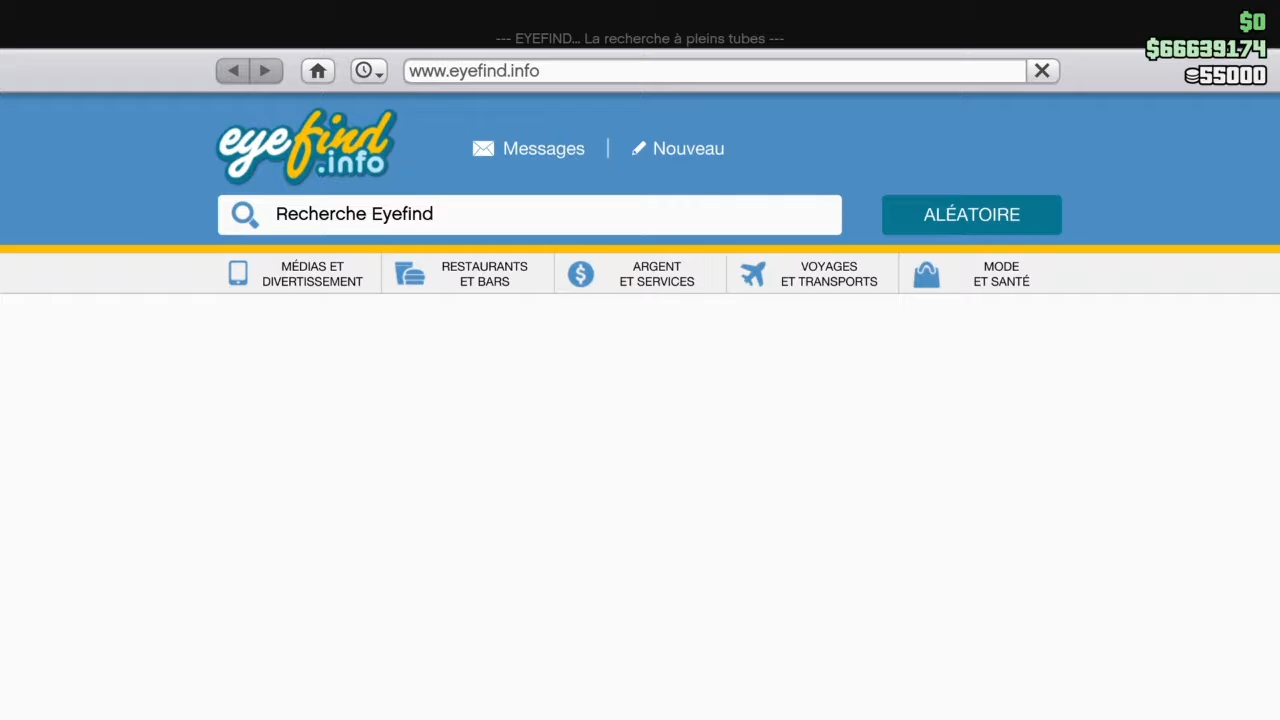 $0
--- EYEFIND... La recherche à pleins tubes ---
$66639174
www.eyefind.info
55000
eyefind
.info
Messages
Nouveau
Recherche Eyefind
ALÉATOIRE
MÉDIAS ET
DIVERTISSEMENT
RESTAURANTS
ET BARS
ARGENT
ET SERVICES
VOYAGES
ET TRANSPORTS
MODE
ET SANTÉ